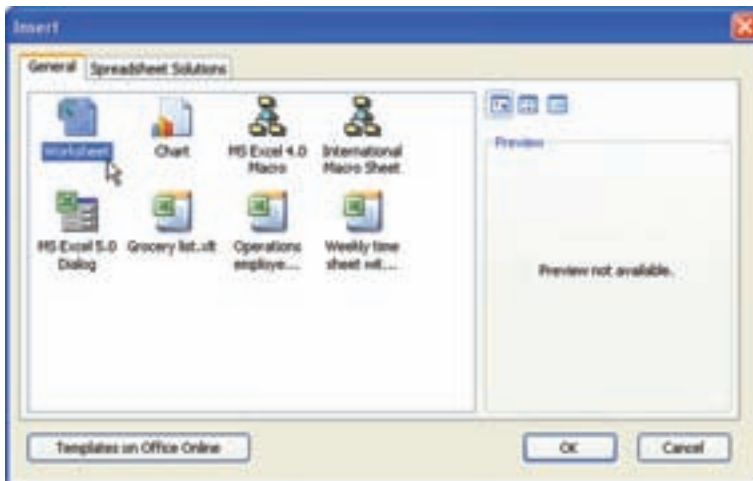 Insert
General
Spreadsheet Solutions
Worksheet
Chart
MS Excel 4.0
Macro
International
Macro Sheet
MS Excel 5.0
Dialog
Grocery list.xlt
Operations
employe...
Weekly time
sheet wit...
Preview
Preview not available.
Templates on Office Online
OK
Cancel